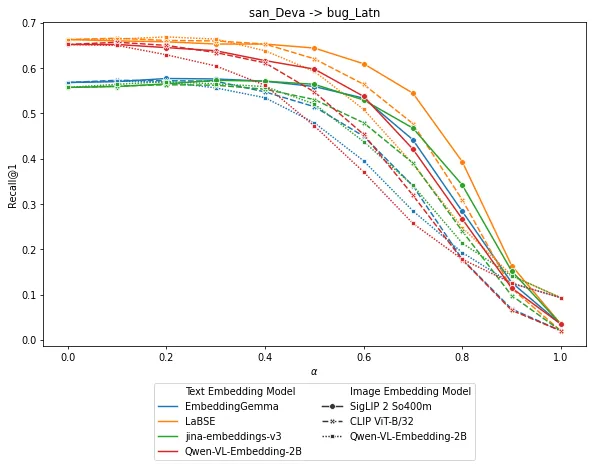 san_Deva -> bug_Latn
0.7
0.6
0.5
0.4
0.3
0.2
0.1
0.0
Recall@1
0.0 0.2 0.4 0.6 0.8 1.0
α
Text Embedding Model
EmbeddingGemma
LaBSE
jina-embeddings-v3
Qwen-VL-Embedding-2B
Image Embedding Model
SigLIP 2 So400m
CLIP ViT-B/32
Qwen-VL-Embedding-2B